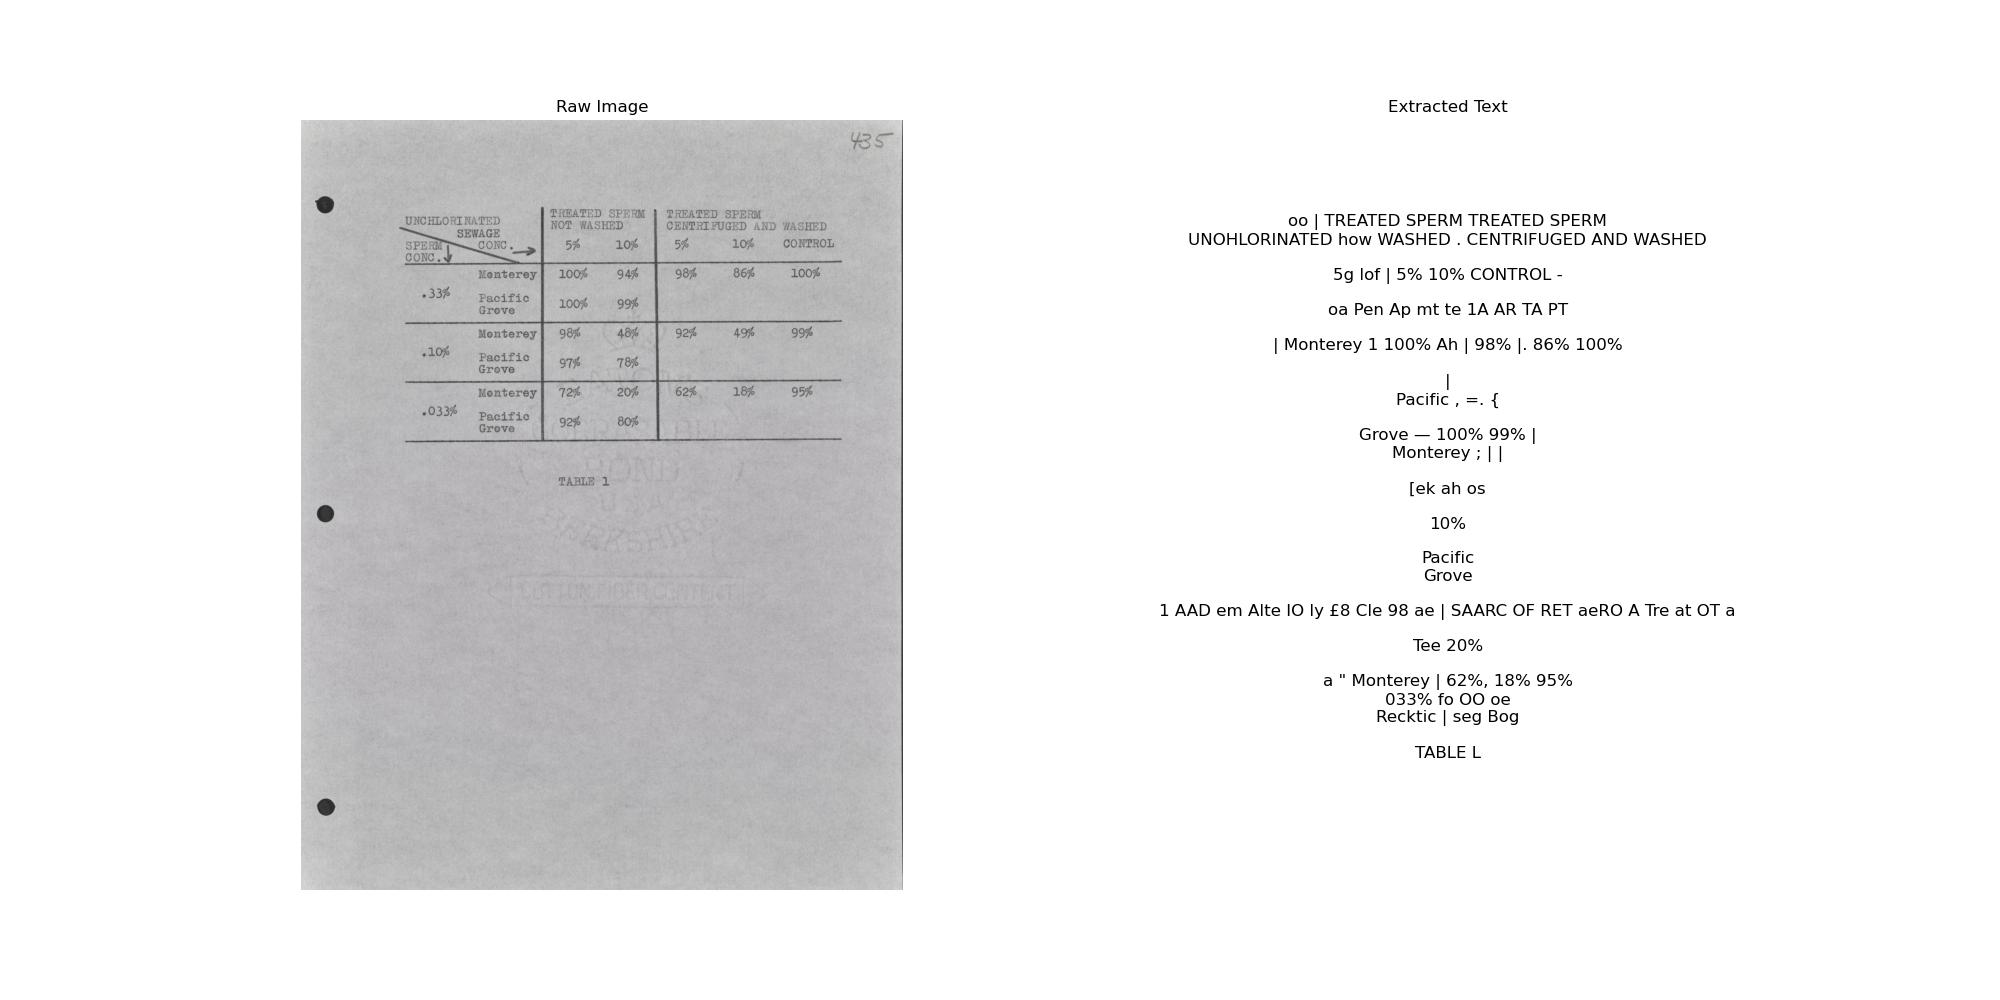 Raw Image
435
UNCHLORINATED
SEWAGE
SPERM CONC.
CONC.
TREATED SPERM
NOT WASHED
TREATED SPERM
CENTRIFUGED AND WASHED
5% 10% 5% 10% CONTROL
Monterey 100% 94% 98% 86% 100%
.33%
Pacific
Grove 100% 99%
Monterey 98% 48% 92% 49% 99%
.10%
Pacific
Grove 97% 78%
Monterey 72% 20% 62% 18% 95%
.033%
Pacific
Grove 92% 80%
TABLE 1
BERKSHIRE
COTTON FIBER CONTENT
Extracted Text
oo | TREATED SPERM TREATED SPERM
UNOHLORINATED how WASHED . CENTRIFUGED AND WASHED
5g lof | 5% 10% CONTROL -
oa Pen Ap mt te 1A AR TA PT
| Monterey 1 100% Ah | 98% |. 86% 100%
|
Pacific , =. {
Grove — 100% 99% |
Monterey ; | |
[ek ah os
10%
Pacific
Grove
1 AAD em Alte IO ly £8 Cle 98 ae | SAARC OF RET aeRO A Tre at OT a
Tee 20%
a " Monterey | 62%, 18% 95%
033% fo OO oe
Recktic | seg Bog
TABLE L